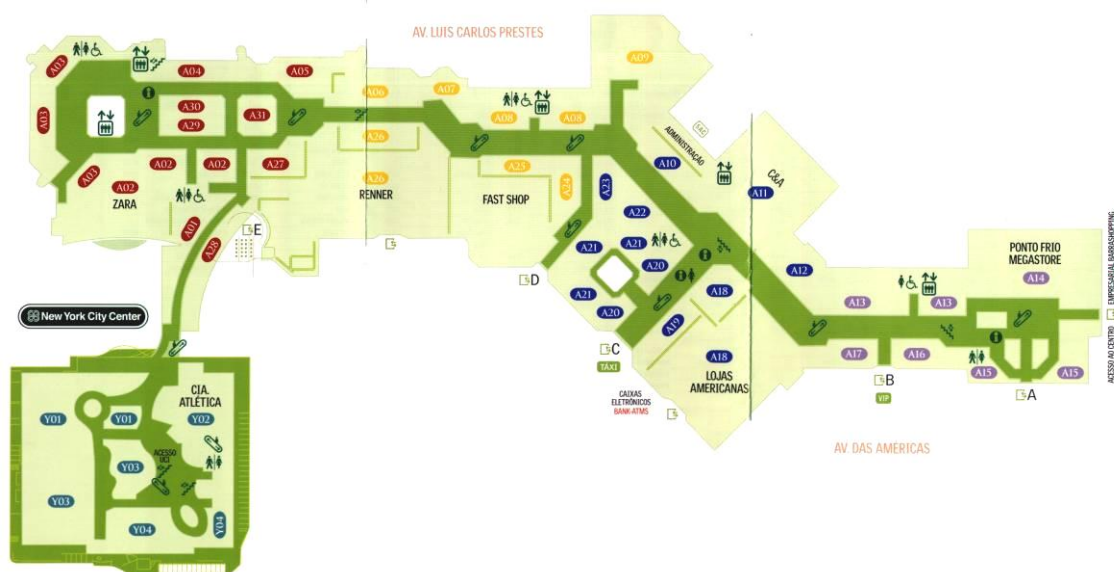 AV. LUIS CARLOS PRESTES
A03
A04
A05
A06
A07
A08
A08
A09
A03
A30
A29
A31
A26
ADMINISTRAÇÃO
SAC
A10
C&A
A11
A03
A02
A02
A02
ZARA
A27
A26
RENNER
A25
FAST SHOP
A24
A23
A22
A21
A21
A20
A01
A28
E
D
A21
A20
A18
A12
PONTO FRIO
MEGASTORE
A14
A13
A13
ACESSO AO CENTRO EMPRESARIAL BARRASHOPPING
New York City Center
C
TÁXI
A19
A18
LOJAS
AMERICANAS
CAIXAS
ELETRÔNICOS
BANK-ATMS
A17
A16
A15
A15
B
VIP
A
AV. DAS AMÉRICAS
CIA.
ATLÉTICA
Y01
Y01
Y02
ACESSO
UCI
Y03
Y03
Y04
Y04